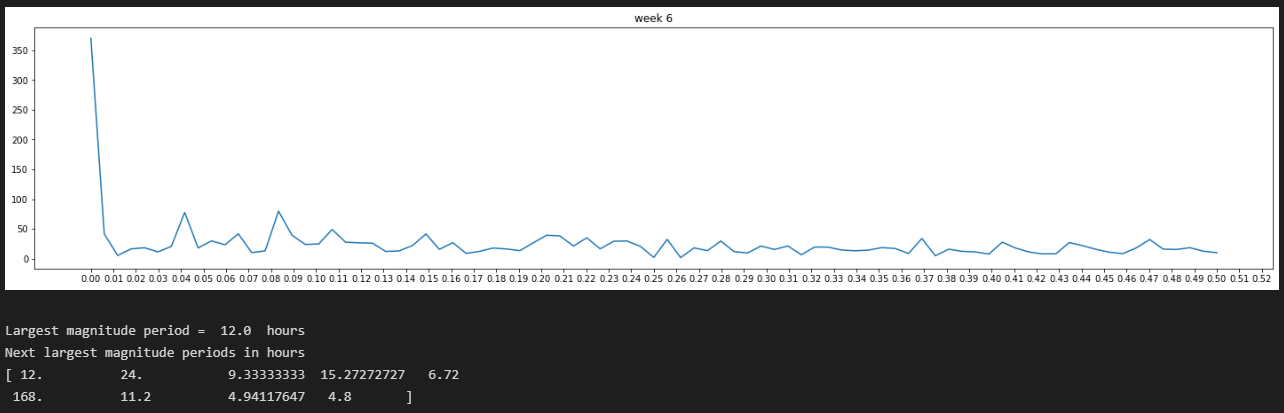 week 6
350
300
250
200
150
100
50
0
0.00 0.01 0.02 0.03 0.04 0.05 0.06 0.07 0.08 0.09 0.10 0.11 0.12 0.13 0.14 0.15 0.16 0.17 0.18 0.19 0.20 0.21 0.22 0.23 0.24 0.25 0.26 0.27 0.28 0.29 0.30 0.31 0.32 0.33 0.34 0.35 0.36 0.37 0.38 0.39 0.40 0.41 0.42 0.43 0.44 0.45 0.46 0.47 0.48 0.49 0.50 0.51 0.52
Largest magnitude period =  12.0  hours
Next largest magnitude periods in hours
[ 12.          24.           9.33333333  15.27272727   6.72
 168.          11.2          4.94117647   4.8       ]